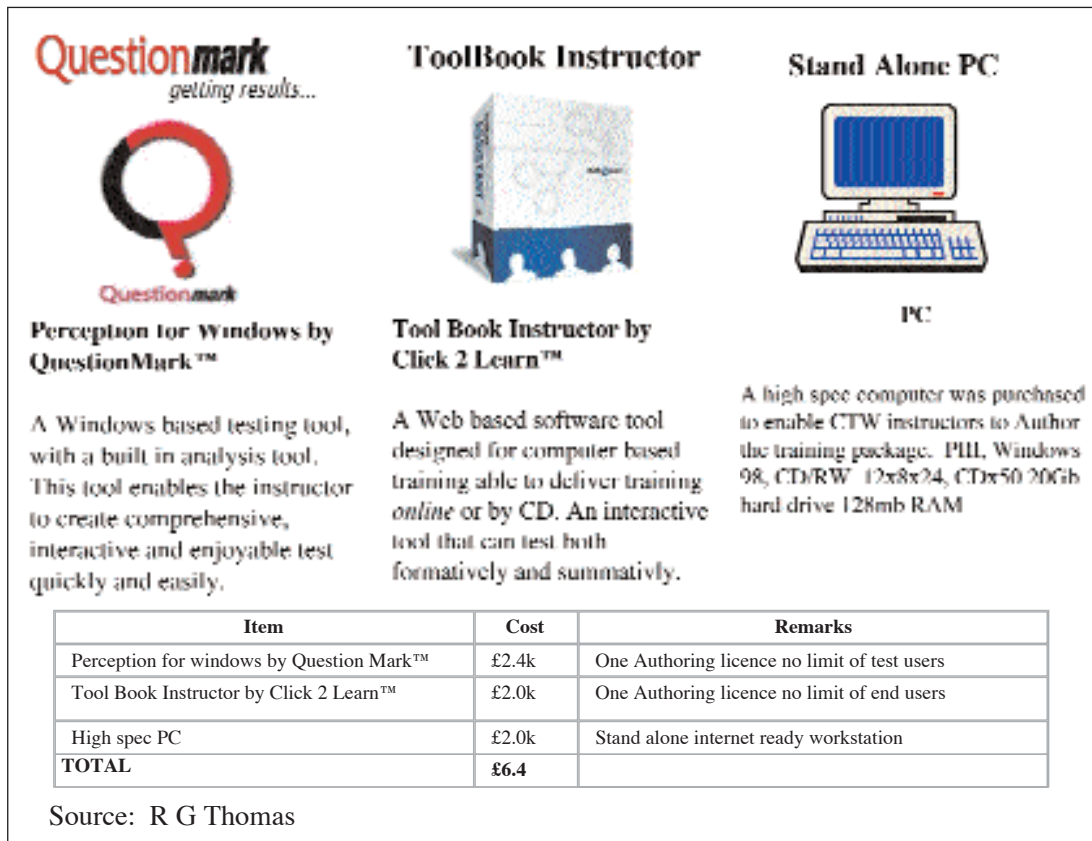 Questionmark
getting results...
Questionmark
Perception for Windows by
QuestionMark™
A Windows based testing tool,
with a built in analysis tool.
This tool enables the instructor
to create comprehensive,
interactive and enjoyable test
quickly and easily.
ToolBook Instructor
Tool Book Instructor by
Click 2 Learn™
A Web based software tool
designed for computer based
training able to deliver training
online or by CD. An interactive
tool that can test both
formatively and summativly.
Stand Alone PC
PC
A high spec computer was purchased
to enable CTW instructors to Author
the training package. PIII, Windows
98, CD/RW 12x8x24, CDx50 20Gb
hard drive 128mb RAM
Item Cost Remarks
Perception for windows by Question Mark™ £2.4k One Authoring licence no limit of test users
Tool Book Instructor by Click 2 Learn™ £2.0k One Authoring licence no limit of end users
High spec PC £2.0k Stand alone internet ready workstation
TOTAL £6.4
Source: R G Thomas